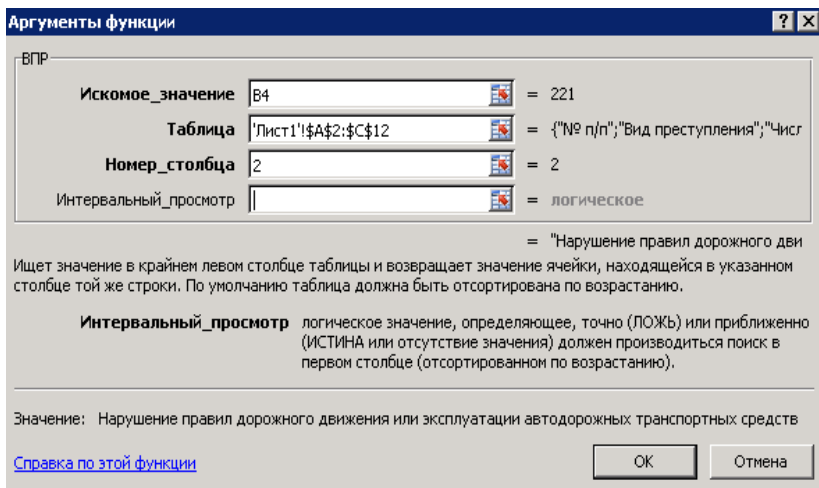 Аргументы функции
ВПР
Искомое_значение B4 = 221
Таблица 'Лист1'!$A$2:$C$12 = {"№ п/п";"Вид преступления";"Числ
Номер_столбца 2 = 2
Интервальный_просмотр = логическое
= "Нарушение правил дорожного дви
Ищет значение в крайнем левом столбце таблицы и возвращает значение ячейки, находящейся в указанном
столбце той же строки. По умолчанию таблица должна быть отсортирована по возрастанию.
Интервальный_просмотр логическое значение, определяющее, точно (ЛОЖЬ) или приближенно
(ИСТИНА или отсутствие значения) должен производиться поиск в
первом столбце (отсортированном по возрастанию).
Значение: Нарушение правил дорожного движения или эксплуатации автодорожных транспортных средств
Справка по этой функции
ОК
Отмена